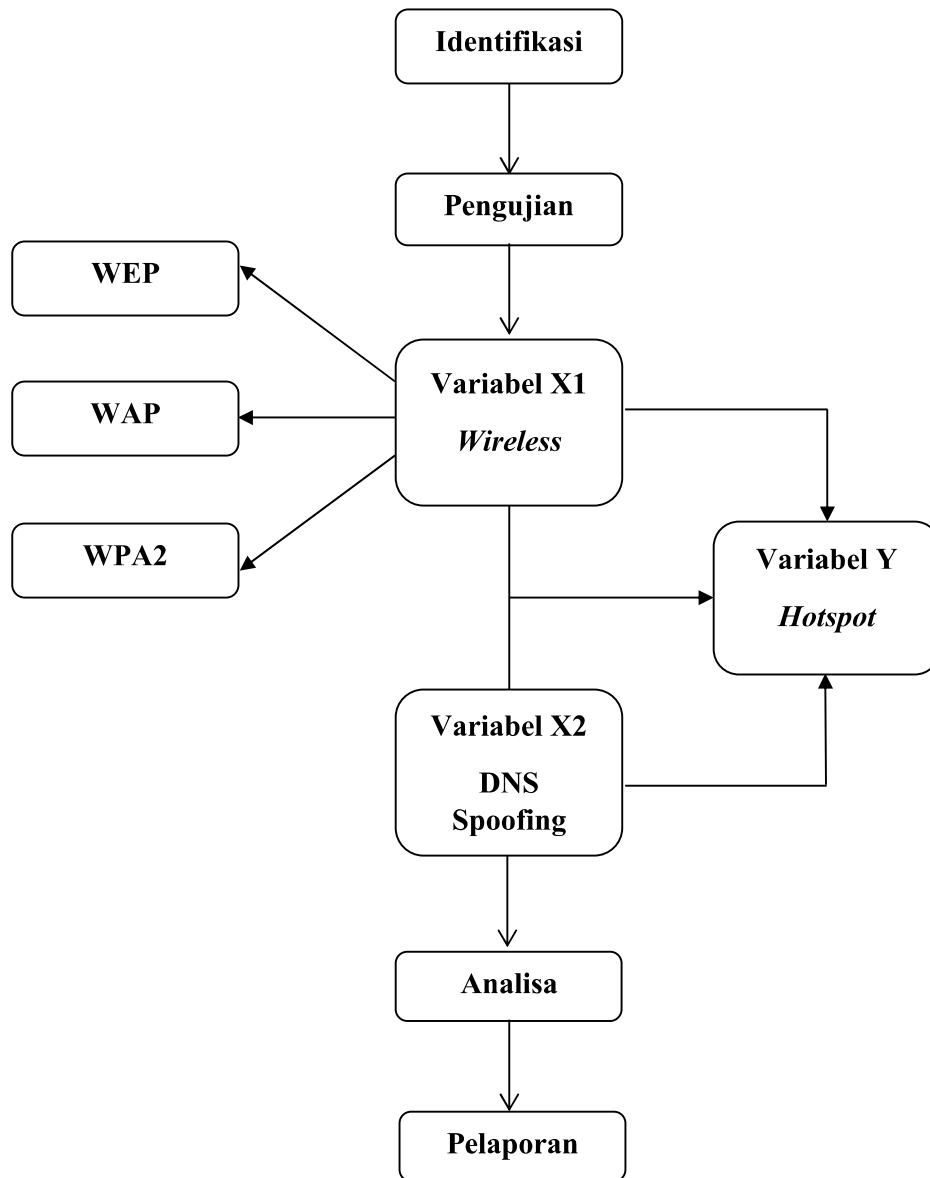 Identifikasi
Pengujian
WEP
WAP
WPA2
Variabel X1
Wireless
Variabel Y
Hotspot
Variabel X2
DNS
Spoofing
Analisa
Pelaporan